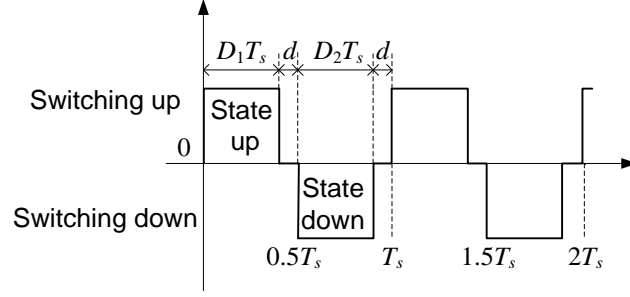 D₁Tₛ d D₂Tₛ d
Switching up
State
up
0
State
down
Switching down
0.5Tₛ Tₛ 1.5Tₛ 2Tₛ